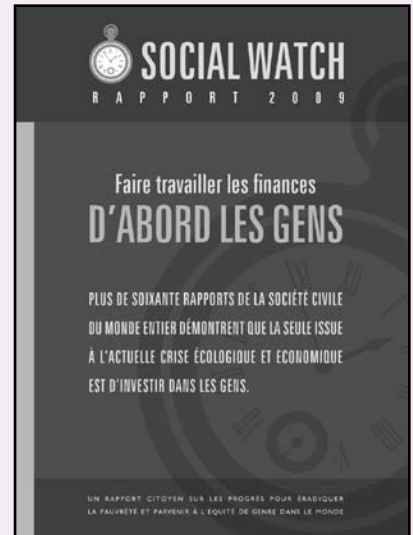 SOCIAL WATCH
RAPPORT 2009
Faire travailler les finances
D'ABORD LES GENS
PLUS DE SOIXANTE RAPPORTS DE LA SOCIÉTÉ CIVILE
DU MONDE ENTIER DÉMONTRENT QUE LA SEULE ISSUE
À L'ACTUELLE CRISE ÉCOLOGIQUE ET ECONOMIQUE
EST D'INVESTIR DANS LES GENS.
UN RAPPORT CITOYEN SUR LES PROGRÈS POUR ÉRADIQUER
LA PAUVRETÉ ET PARVENIR À L'ÉQUITÉ DE GENRE DANS LE MONDE